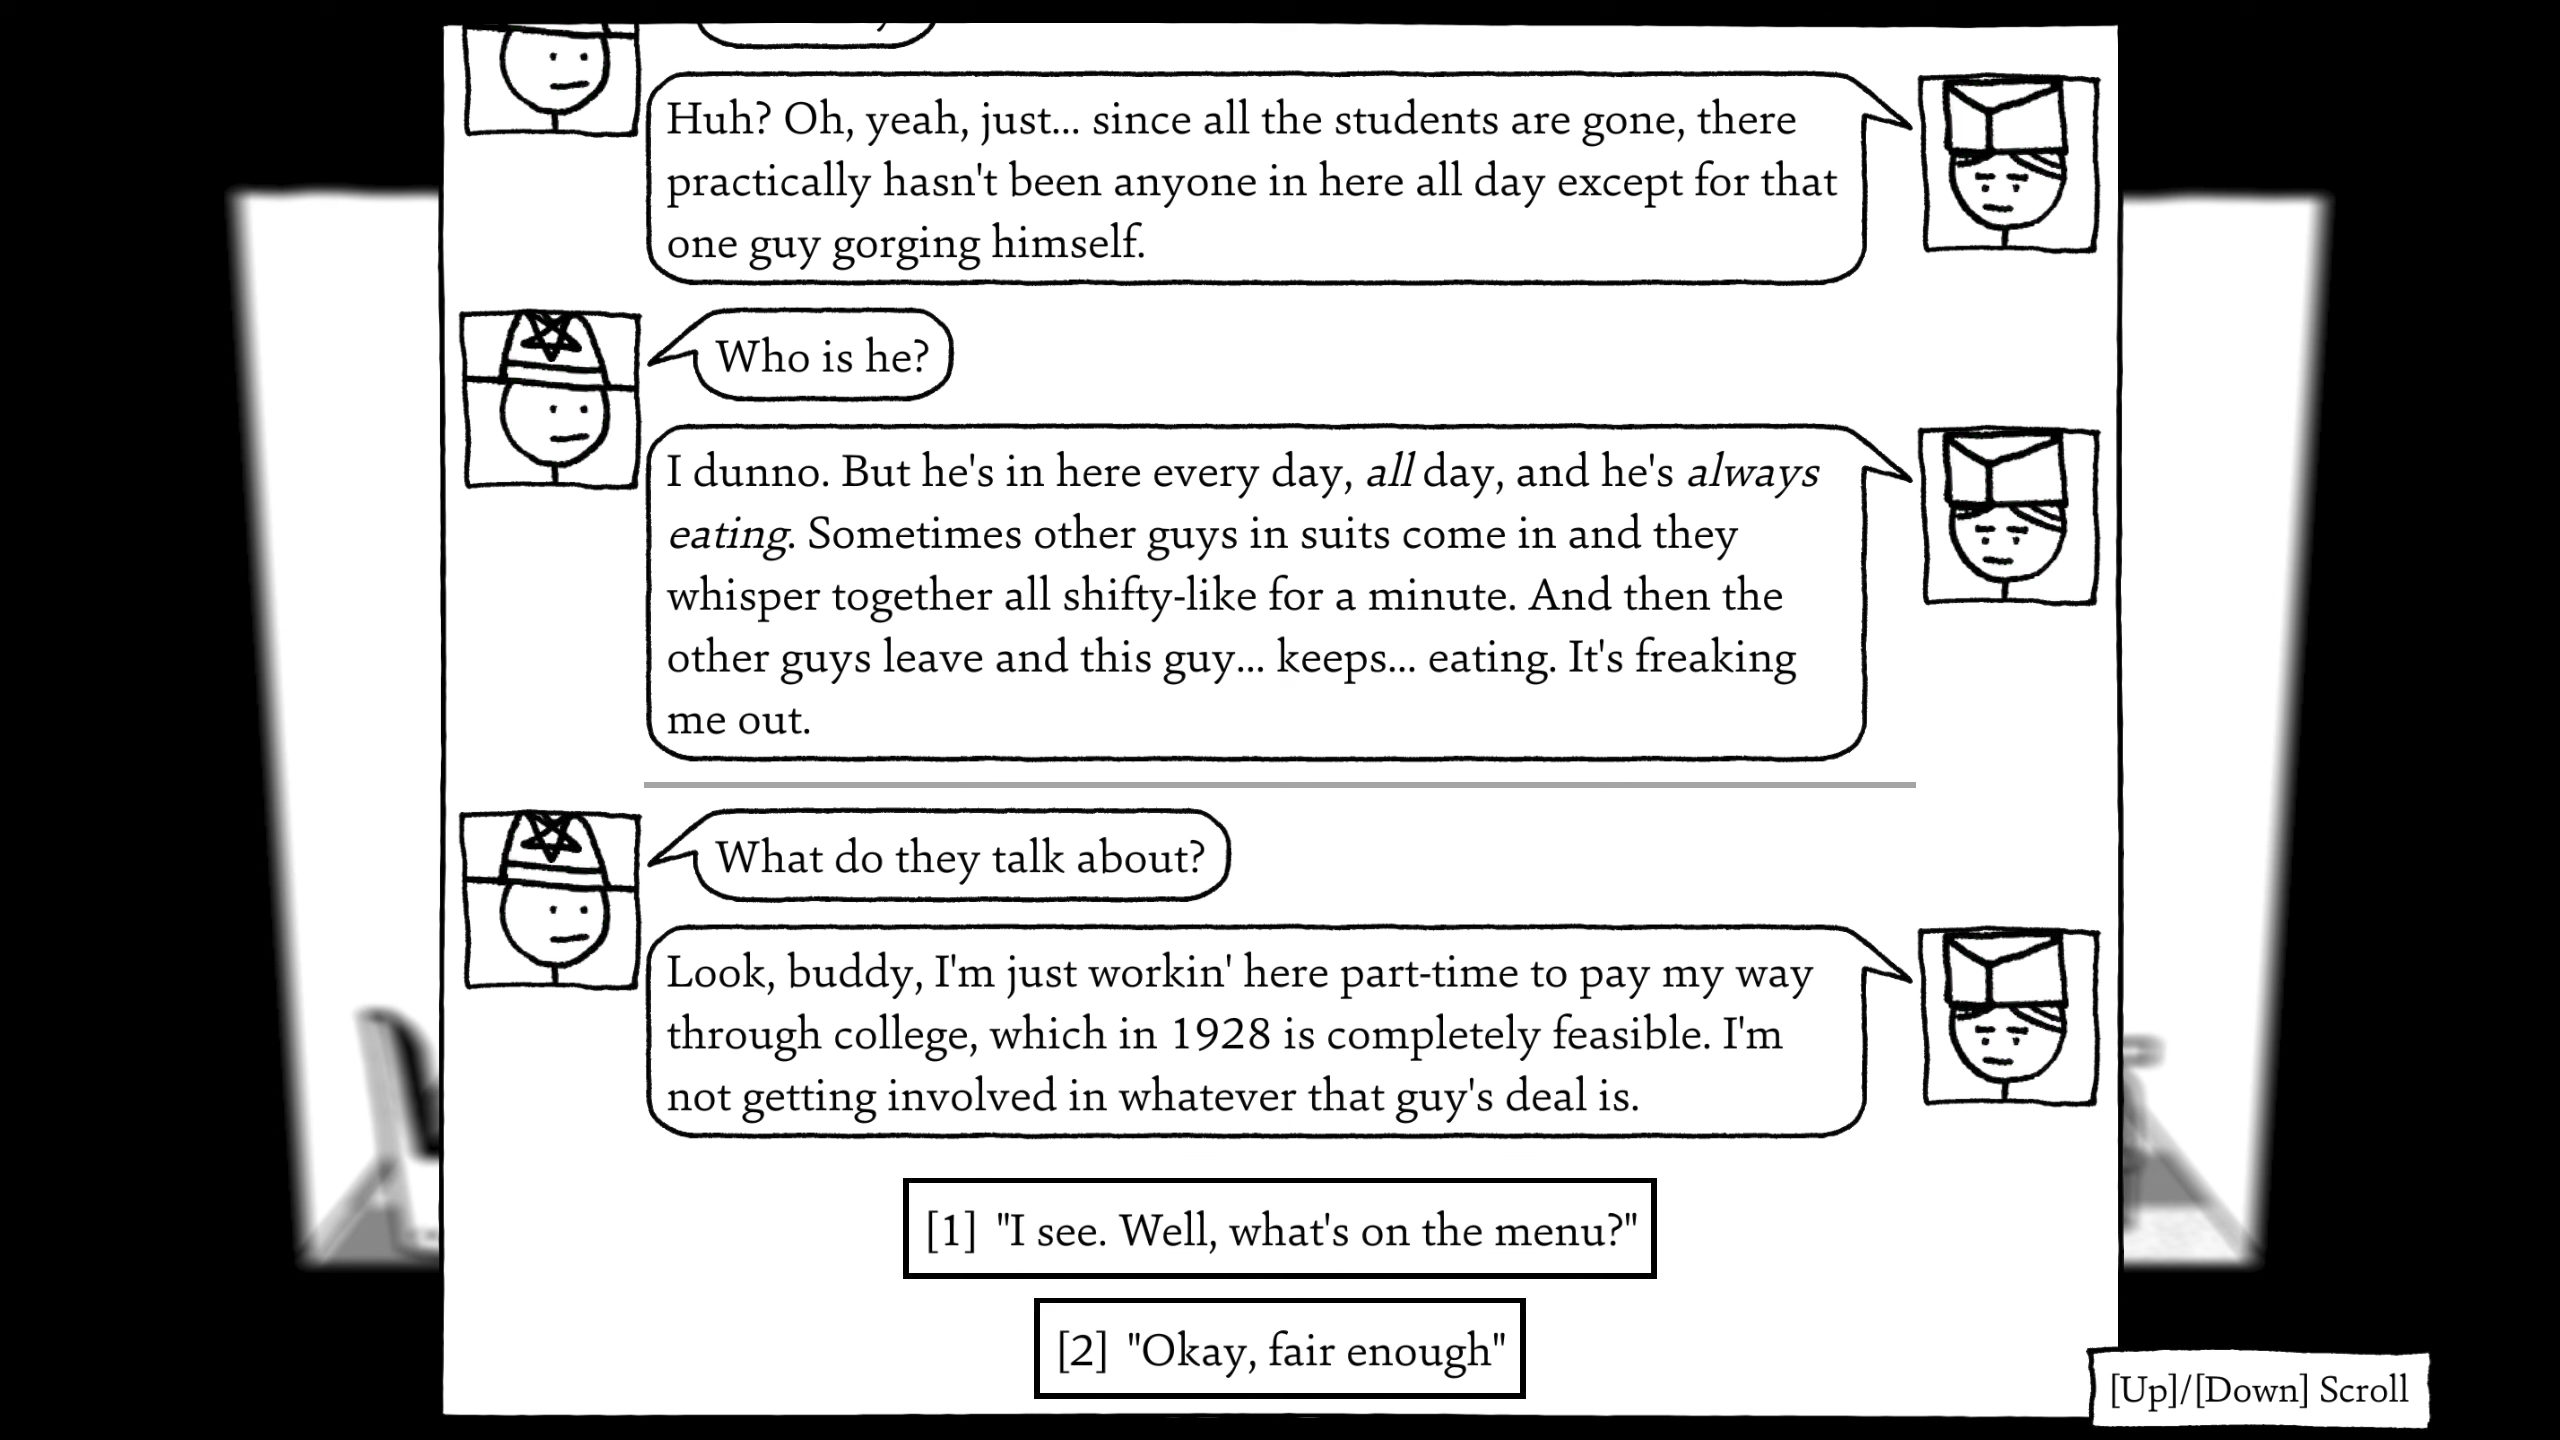 Huh? Oh, yeah, just... since all the students are gone, there
practically hasn't been anyone in here all day except for that
one guy gorging himself.
Who is he?
I dunno. But he's in here every day, all day, and he's always
eating. Sometimes other guys in suits come in and they
whisper together all shifty-like for a minute. And then the
other guys leave and this guy... keeps... eating. It's freaking
me out.
What do they talk about?
Look, buddy, I'm just workin' here part-time to pay my way
through college, which in 1928 is completely feasible. I'm
not getting involved in whatever that guy's deal is.
[1] "I see. Well, what's on the menu?"
[2] "Okay, fair enough"
[Up]/[Down] Scroll